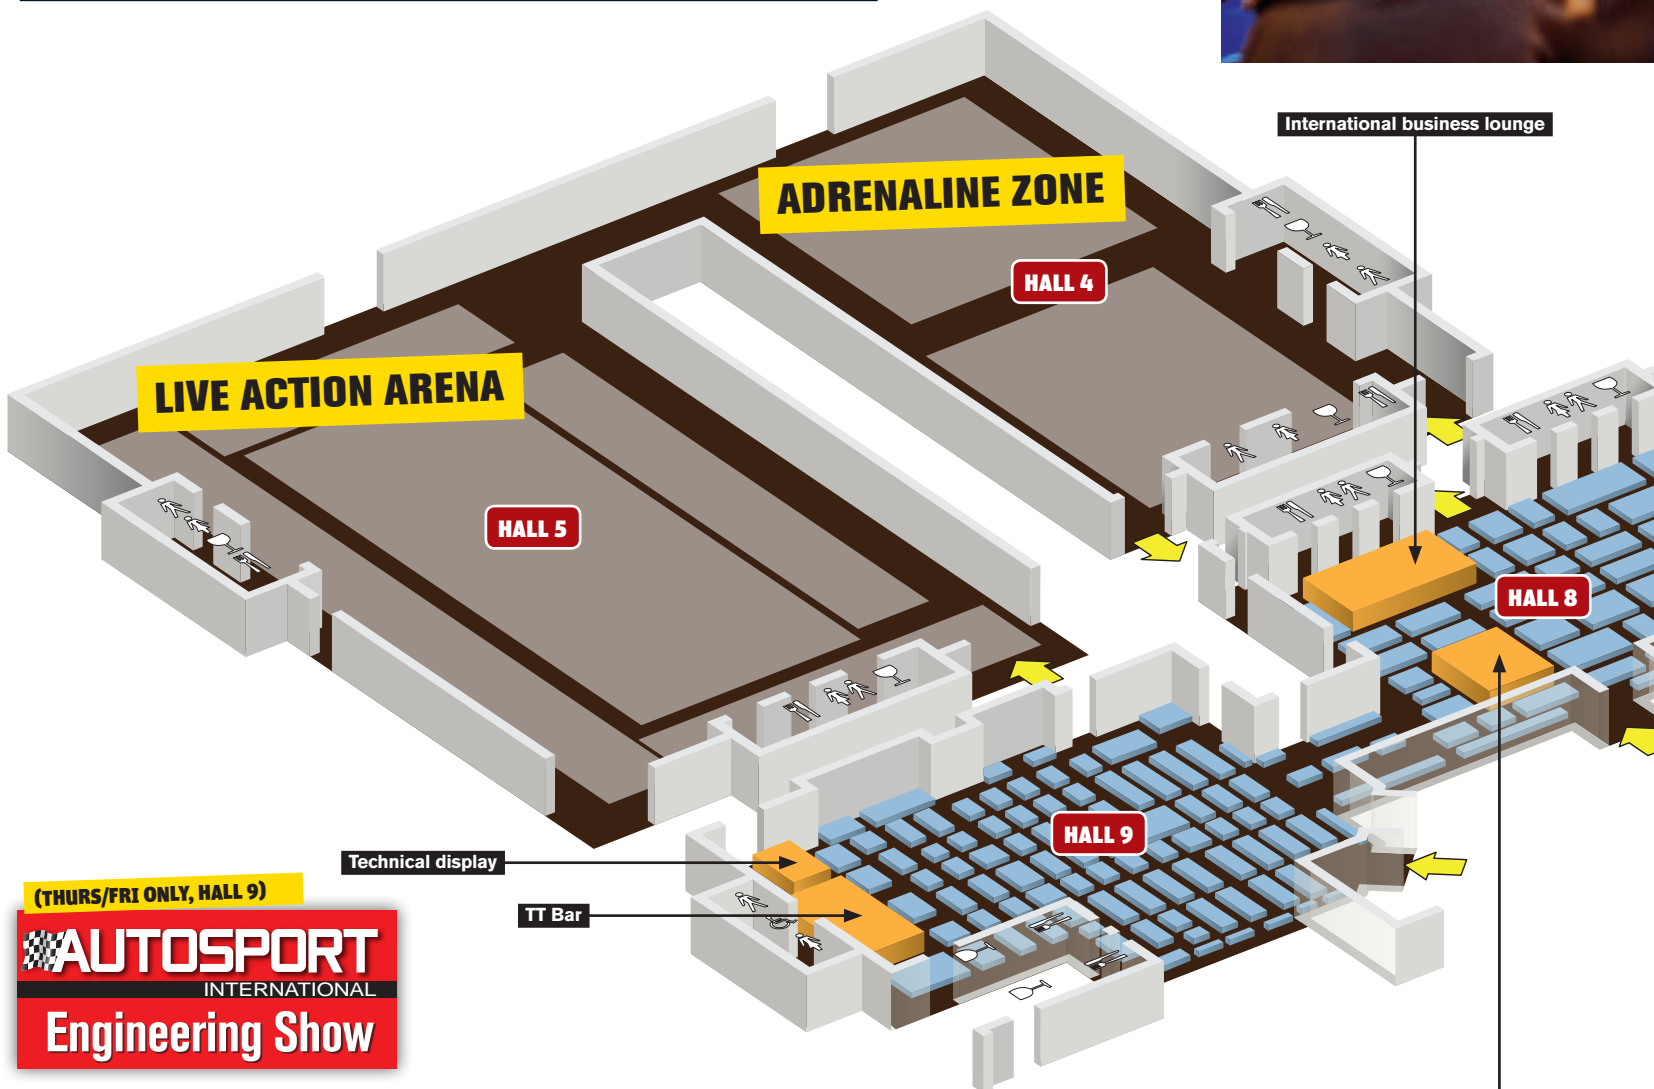 International business lounge
ADRENALINE ZONE
HALL 4
LIVE ACTION ARENA
HALL 5
HALL 8
HALL 9
Technical display
TT Bar
(THURS/FRI ONLY, HALL 9)
AUTOSPORT
INTERNATIONAL
Engineering Show